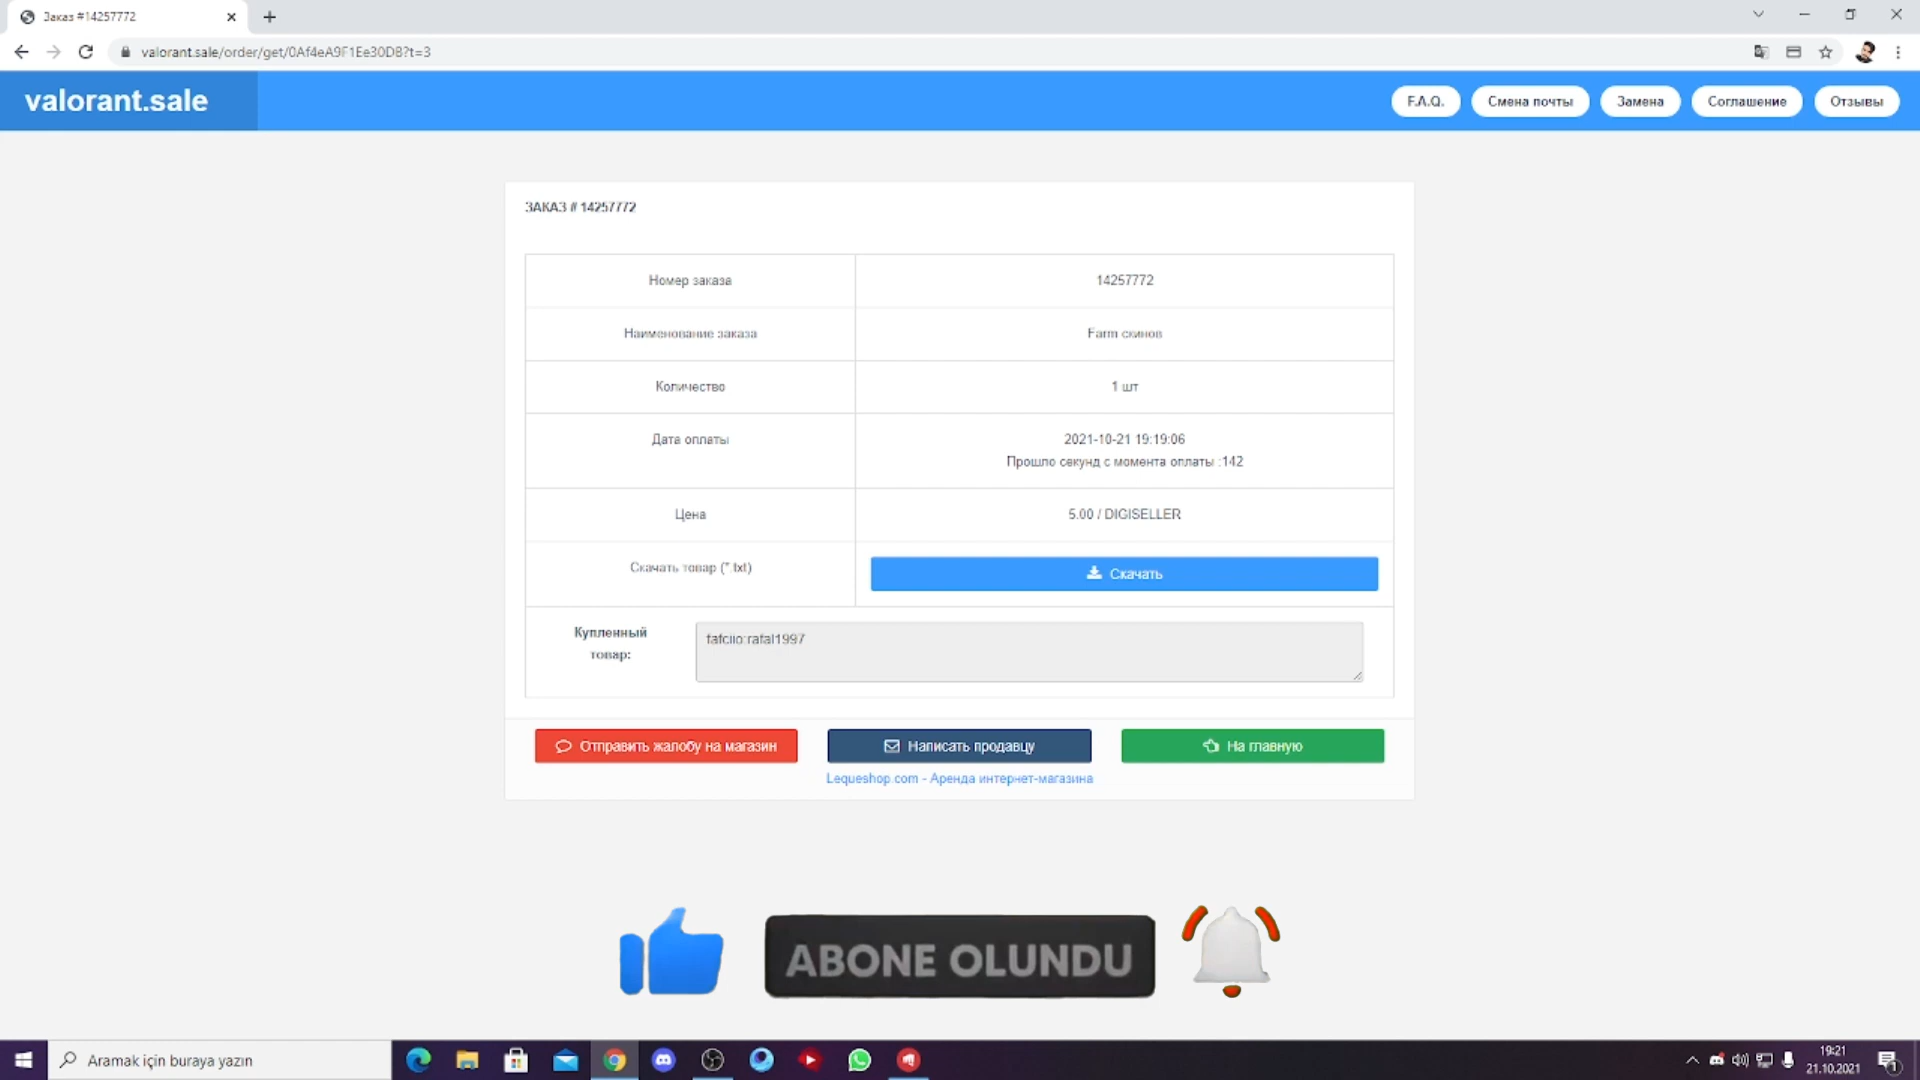 Заказ #14257772
valorant.sale/order/get/0Af4eA9F1Ee30D8?t=3
valorant.sale
F.A.Q.
Смена почты
Замена
Соглашение
Отзывы
ЗАКАЗ # 14257772
Номер заказа
14257772
Наименование заказа
Farm скинов
Количество
1 шт
Дата оплаты
2021-10-21 19:19:06
Прошло секунд с момента оплаты :142
Цена
5.00 / DIGISELLER
Скачать товар (*.txt)
Скачать
Купленный
товар:
fafciio:rafal1997
Отправить жалобу на магазин
Написать продавцу
На главную
Lequeshop.com - Аренда интернет-магазина
ABONE OLUNDU
Aramak için buraya yazın
19:21
21.10.2021
1